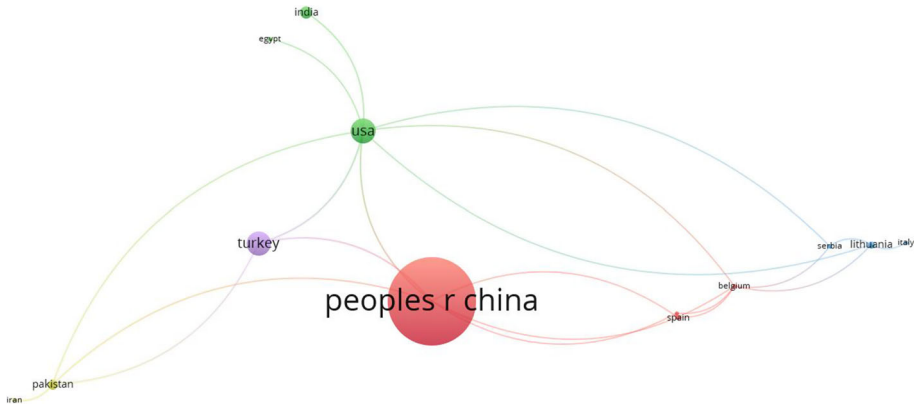 india
egypt
usa
turkey
serbia
lithuania
italy
belgium
peoples r china
spain
pakistan
iran